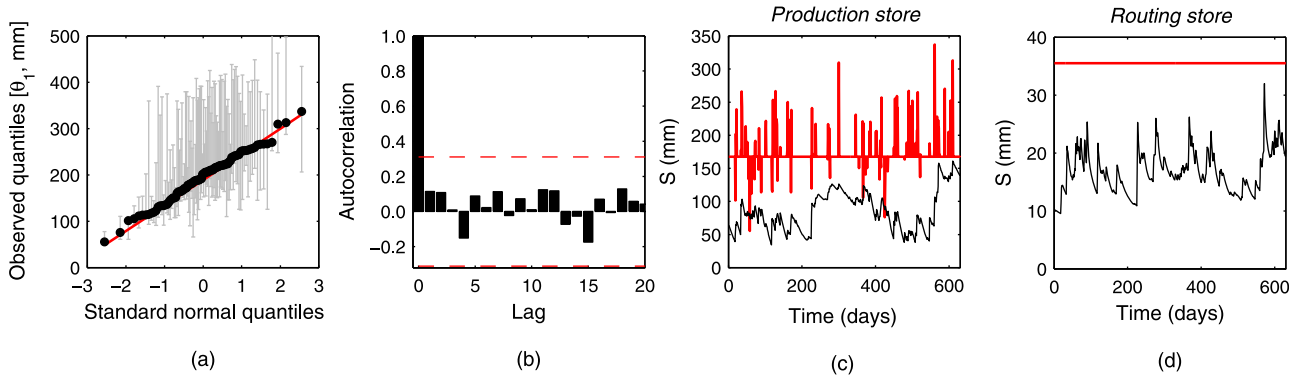 Production store
Routing store
Observed quantiles [θ1, mm]
500
400
300
200
100
0
−3 −2 −1 0 1 2 3
Standard normal quantiles
(a)
Autocorrelation
1.0
0.8
0.6
0.4
0.2
0.0
−0.2
0 5 10 15 20
Lag
(b)
S (mm)
350
300
250
200
150
100
50
0
0 200 400 600
Time (days)
(c)
S (mm)
40
30
20
10
0
0 200 400 600
Time (days)
(d)